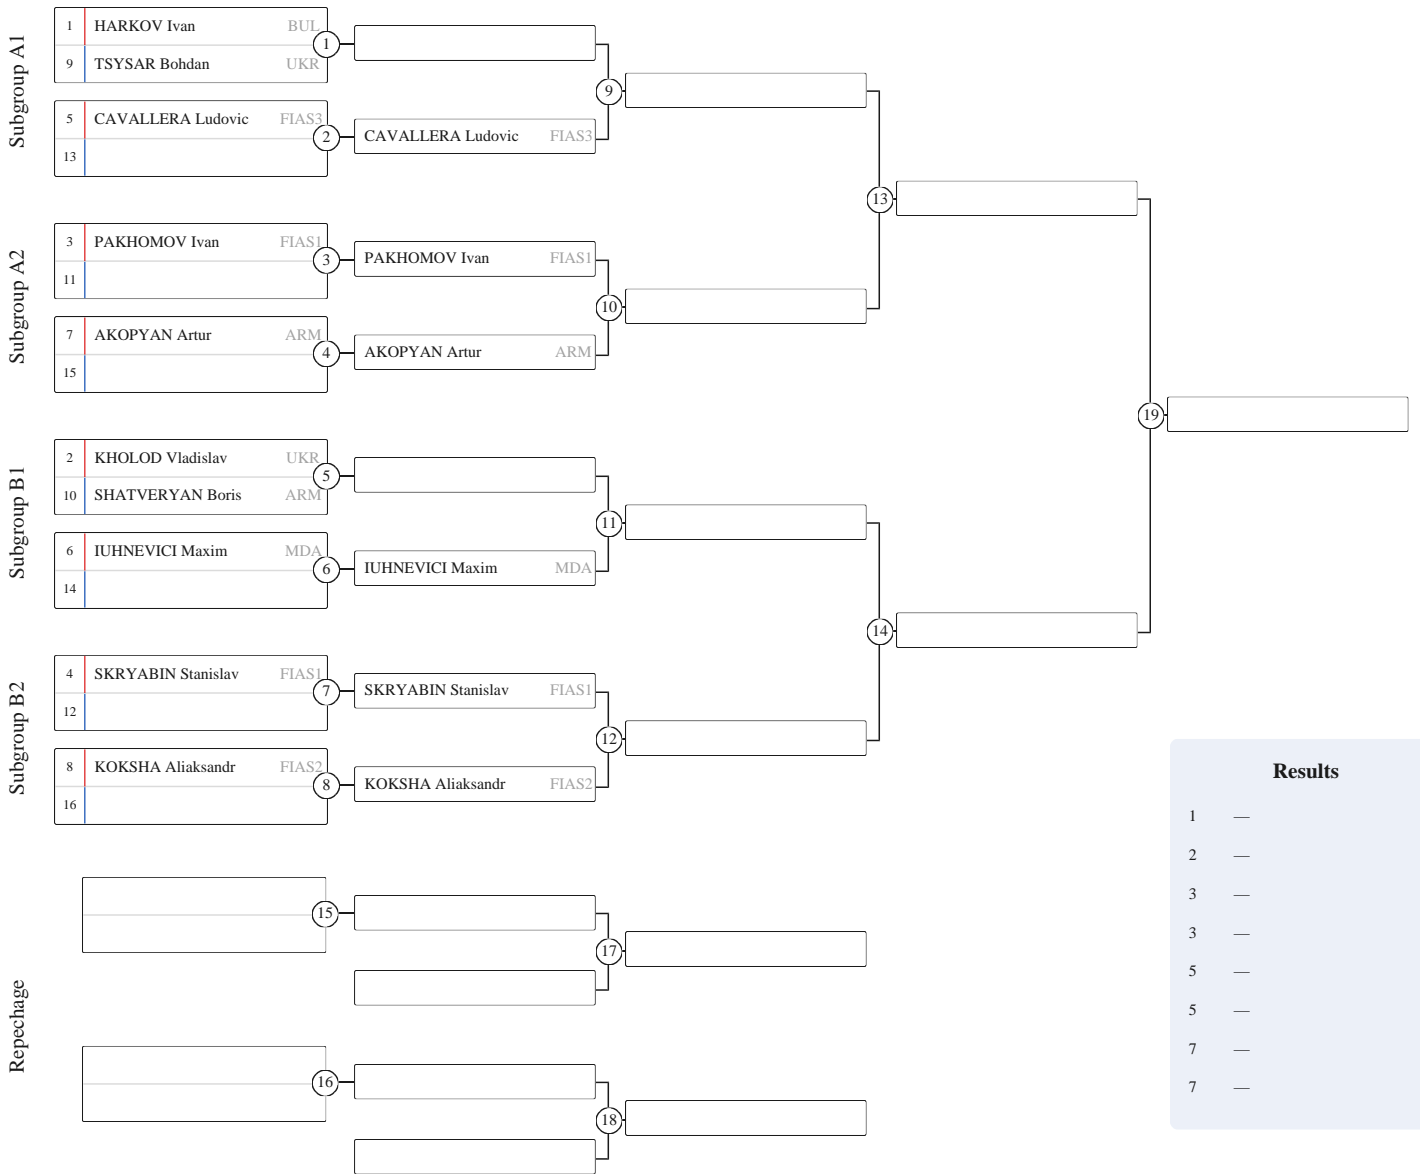 Subgroup A1
1 HARKOV Ivan BUL
9 TSYSAR Bohdan UKR
1
5 CAVALLERA Ludovic FIAS3
13
2
CAVALLERA Ludovic FIAS3
9
Subgroup A2
3 PAKHOMOV Ivan FIAS1
11
3
PAKHOMOV Ivan FIAS1
7 AKOPYAN Artur ARM
15
4
AKOPYAN Artur ARM
10
13
Subgroup B1
2 KHOLOD Vladislav UKR
10 SHATVERYAN Boris ARM
5
6 IUHNEVICI Maxim MDA
14
6
IUHNEVICI Maxim MDA
11
Subgroup B2
4 SKRYABIN Stanislav FIAS1
12
7
SKRYABIN Stanislav FIAS1
8 KOKSHA Aliaksandr FIAS2
16
8
KOKSHA Aliaksandr FIAS2
12
14
19
Repechage
15
17
16
18
Results
1 —
2 —
3 —
3 —
5 —
5 —
7 —
7 —